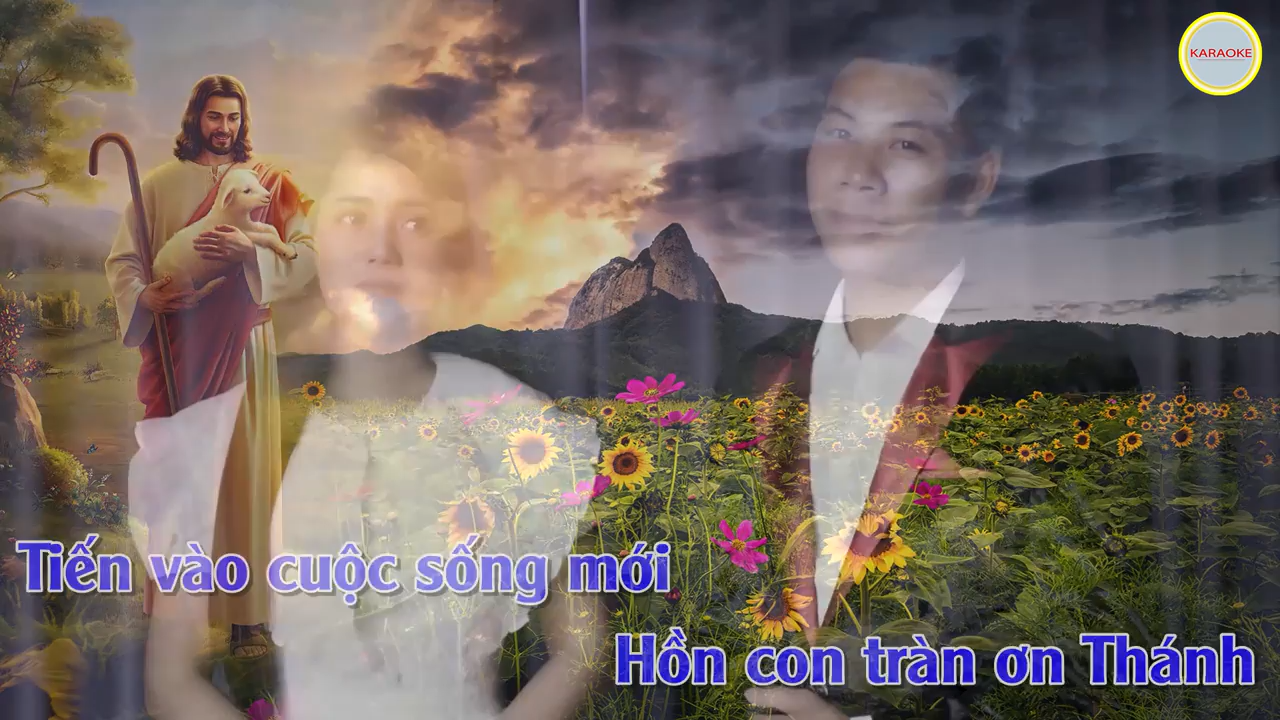 KARAOKE
Tiến vào cuộc sống mới
Hồn con tràn ơn Thánh